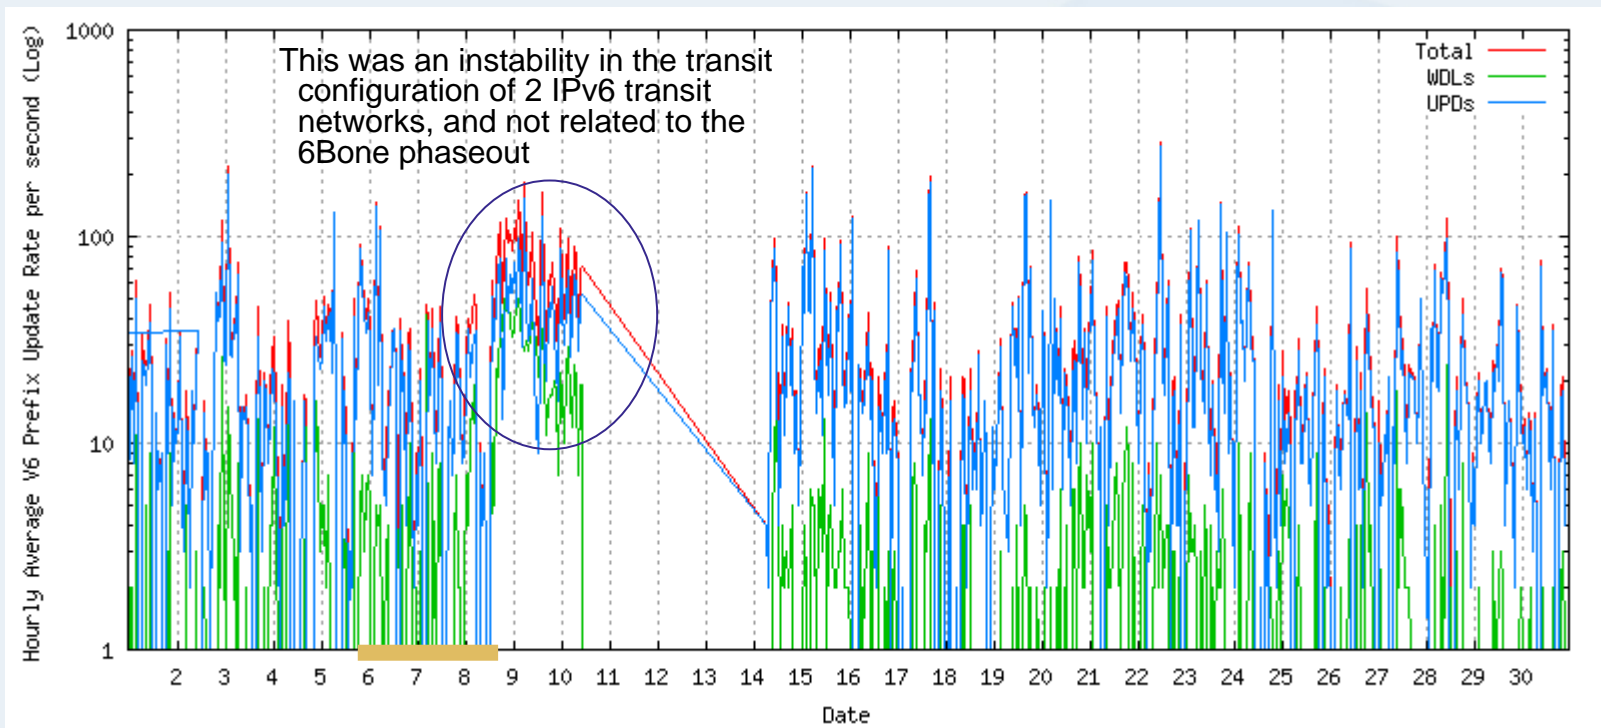 1000
100
10
1
Hourly Average V6 Prefix Update Rate per second (Log)
This was an instability in the transit
configuration of 2 IPv6 transit
networks, and not related to the
6Bone phaseout
Total
WDLs
UPDs
2 3 4 5 6 7 8 9 10 11 12 13 14 15 16 17 18 19 20 21 22 23 24 25 26 27 28 29 30
Date